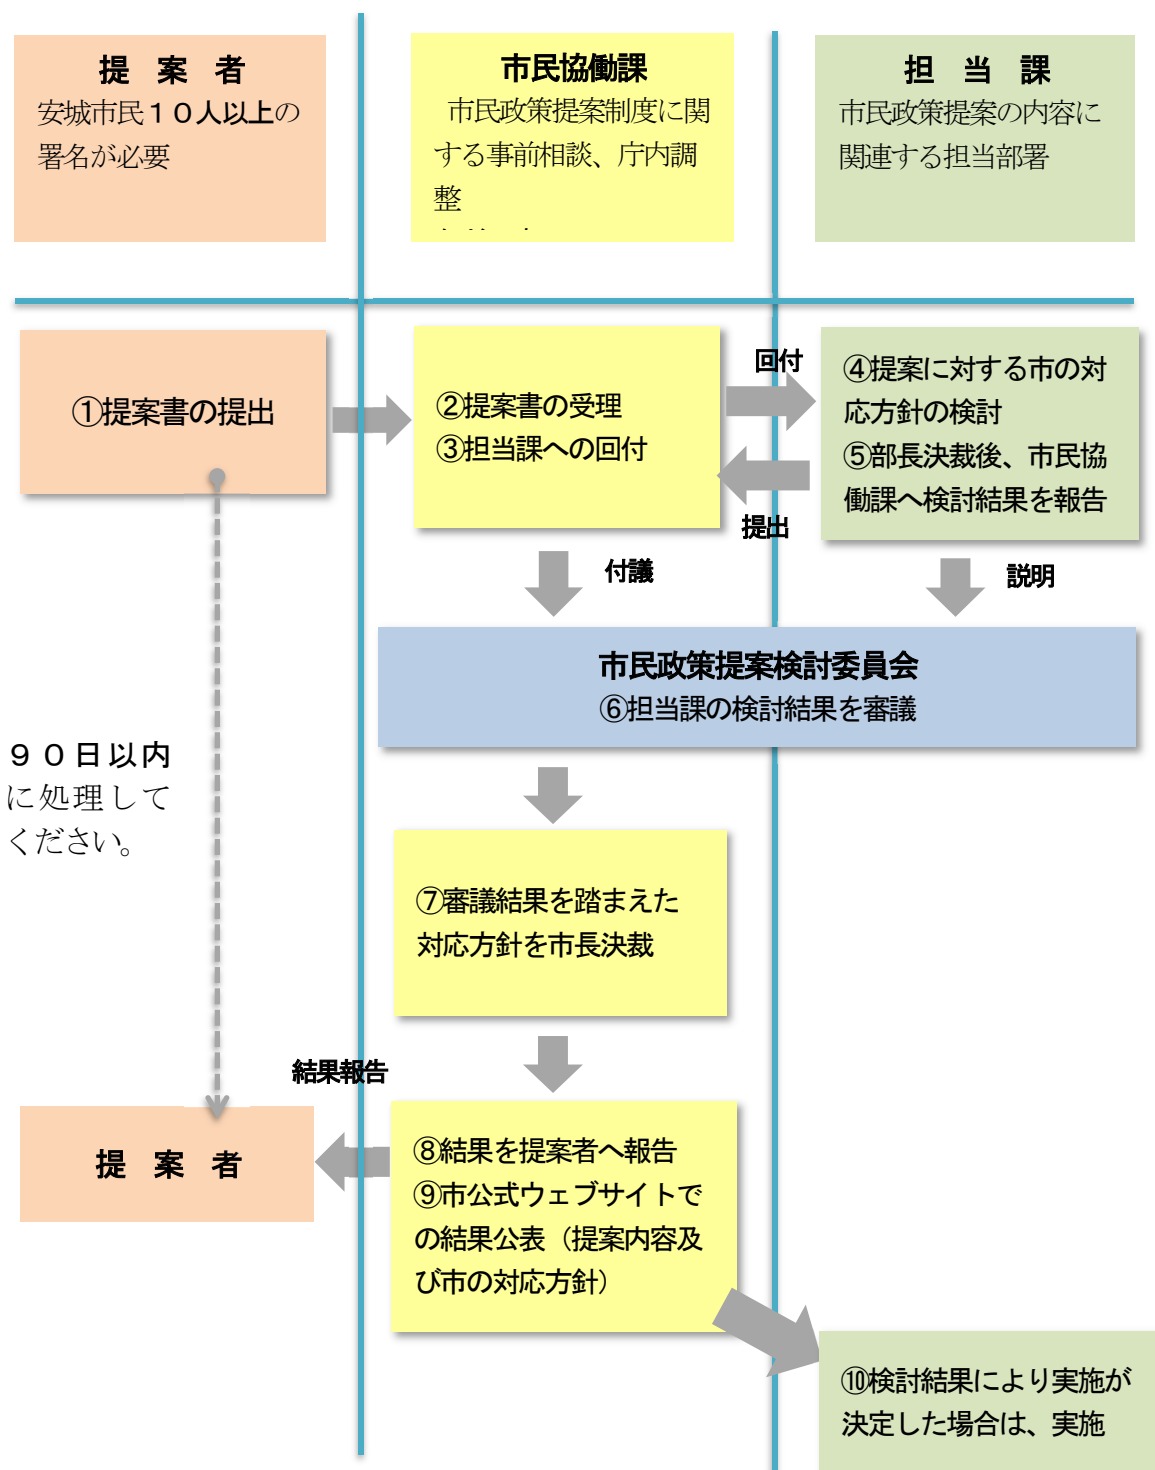 提　案　者
安城市民１０人以上の
署名が必要
市民協働課
市民政策提案制度に関
する事前相談、庁内調
整
担　当　課
市民政策提案の内容に
関連する担当部署
①提案書の提出
②提案書の受理
③担当課への回付
回付
提出
④提案に対する市の対
応方針の検討
⑤部長決裁後、市民協
働課へ検討結果を報告
付議
説明
市民政策提案検討委員会
⑥担当課の検討結果を審議
９０日以内
に処理して
ください。
⑦審議結果を踏まえた
対応方針を市長決裁
結果報告
提　案　者
⑧結果を提案者へ報告
⑨市公式ウェブサイトで
の結果公表（提案内容及
び市の対応方針）
⑩検討結果により実施が
決定した場合は、実施